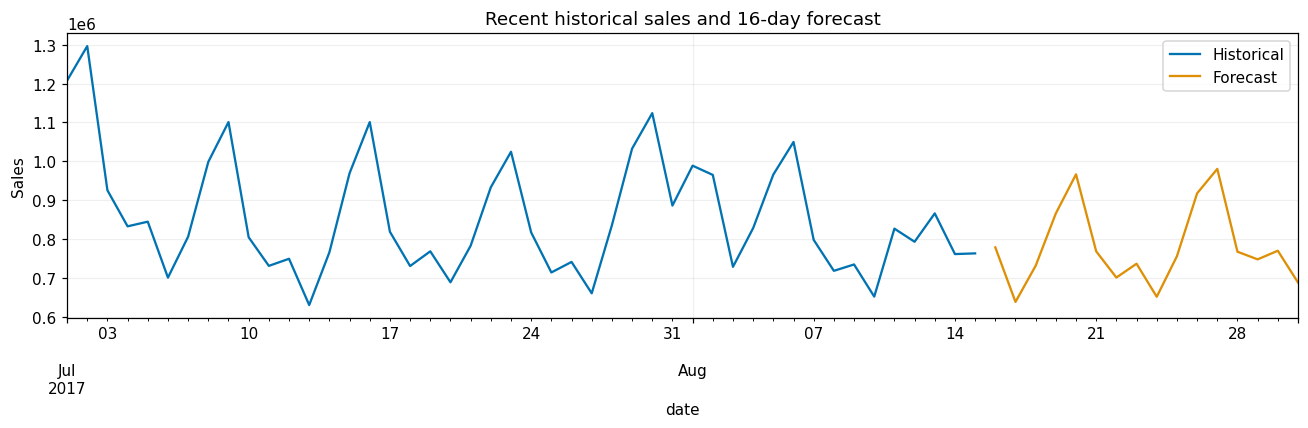 Recent historical sales and 16-day forecast
1e6
1.3
1.2
1.1
1.0
0.9
0.8
0.7
0.6
Sales
Historical
Forecast
03 10 17 24 31 07 14 21 28
Jul Aug
2017
date